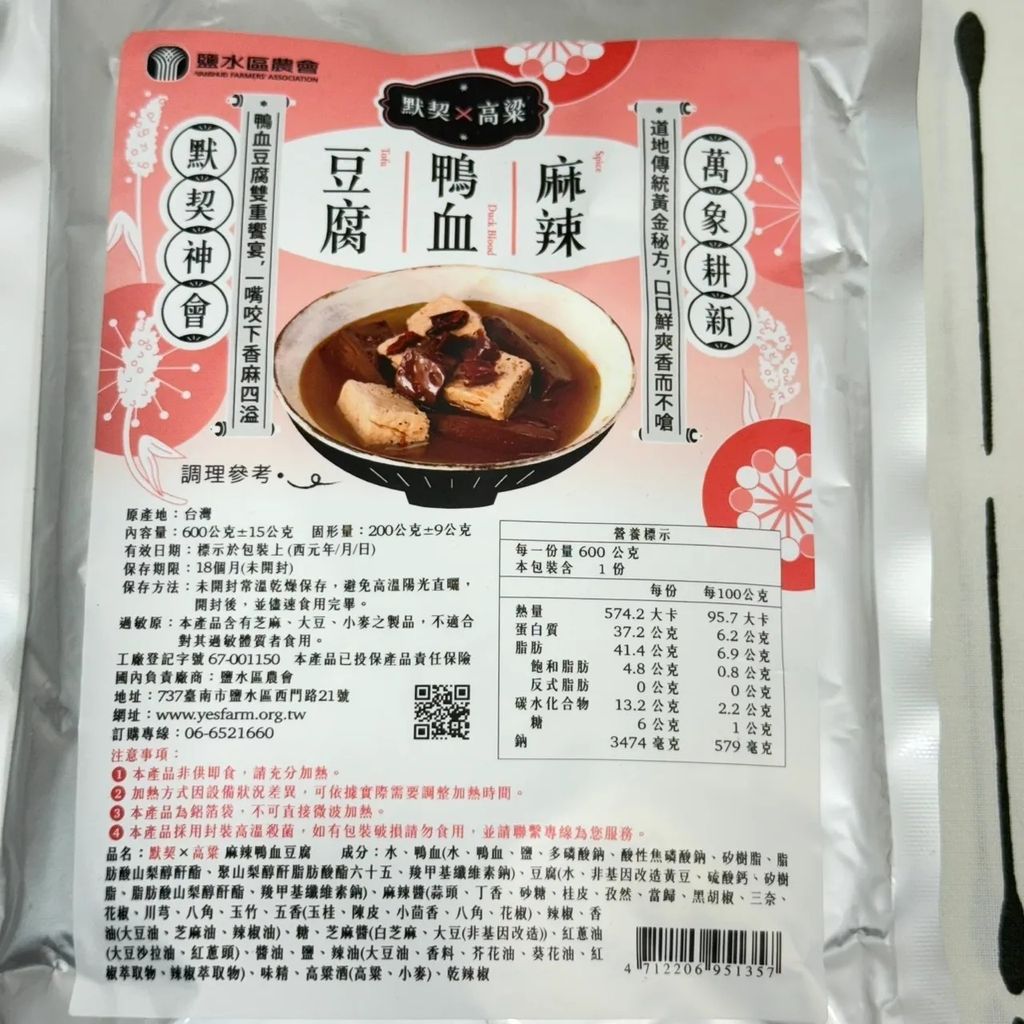 鹽水區農會
YANSHUEI FARMERS' ASSOCIATION
默契×高粱
麻辣
Spice
鴨血
Duck Blood
豆腐
Tofu
萬象耕新
道地傳統黃金秘方，口口鮮爽香而不嗆
鴨血豆腐雙重饗宴，一嘴咬下香麻四溢
默契神會
調理參考
原產地：台灣
內容量：600公克±15公克 固形量：200公克±9公克
有效日期：標示於包裝上(西元年/月/日)
保存期限：18個月(未開封)
保存方法：未開封常溫乾燥保存，避免高溫陽光直曬，
開封後，並儘速食用完畢。
過敏原：本產品含有芝麻、大豆、小麥之製品，不適合
對其過敏體質者食用。
工廠登記字號 67-001150 本產品已投保產品責任保險
國內負責廠商：鹽水區農會
地址：737臺南市鹽水區西門路21號
網址：www.yesfarm.org.tw
訂購專線：06-6521660
營養標示
每一份量 600 公克
本包裝含 1 份
每份 每100公克
熱量 574.2 大卡 95.7 大卡
蛋白質 37.2 公克 6.2 公克
脂肪 41.4 公克 6.9 公克
飽和脂肪 4.8 公克 0.8 公克
反式脂肪 0 公克 0 公克
碳水化合物 13.2 公克 2.2 公克
糖 6 公克 1 公克
鈉 3474 毫克 579 毫克
注意事項：
1 本產品非供即食，請充分加熱。
2 加熱方式因設備狀況差異，可依據實際需要調整加熱時間。
3 本產品為鋁箔袋，不可直接微波加熱。
4 本產品採用封裝高溫殺菌，如有包裝破損請勿食用，並請聯繫專線為您服務。
品名：默契×高粱 麻辣鴨血豆腐 成分：水、鴨血(水、鴨血、鹽、多磷酸鈉、酸性焦磷酸鈉、矽樹脂、脂
肪酸山梨醇酐酯、聚山梨醇酐脂肪酸酯六十五、羧甲基纖維素鈉)、豆腐(水、非基因改造黃豆、硫酸鈣、矽樹
脂、脂肪酸山梨醇酐酯、羧甲基纖維素鈉)、麻辣醬(蒜頭、丁香、砂糖、桂皮、孜然、當歸、黑胡椒、三奈、
花椒、川芎、八角、玉竹、五香(玉桂、陳皮、小茴香、八角、花椒)、辣椒、香
油(大豆油、芝麻油、辣椒油)、糖、芝麻醬(白芝麻、大豆(非基因改造))、紅蔥油
(大豆沙拉油、紅蔥頭)、醬油、鹽、辣油(大豆油、香料、芥花油、葵花油、紅
椒萃取物、辣椒萃取物)、味精、高粱酒(高粱、小麥)、乾辣椒
4 712206 951357